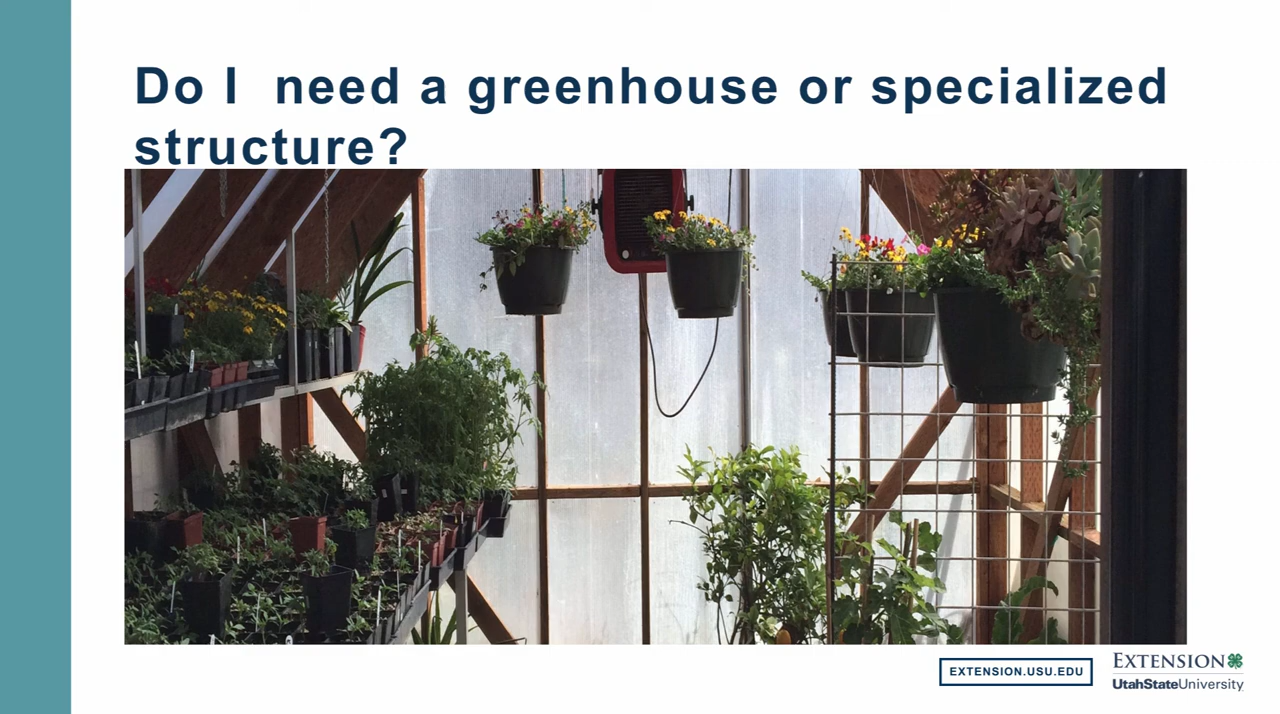 Do I  need a greenhouse or specialized
structure?
EXTENSION.USU.EDU
EXTENSION
UtahStateUniversity